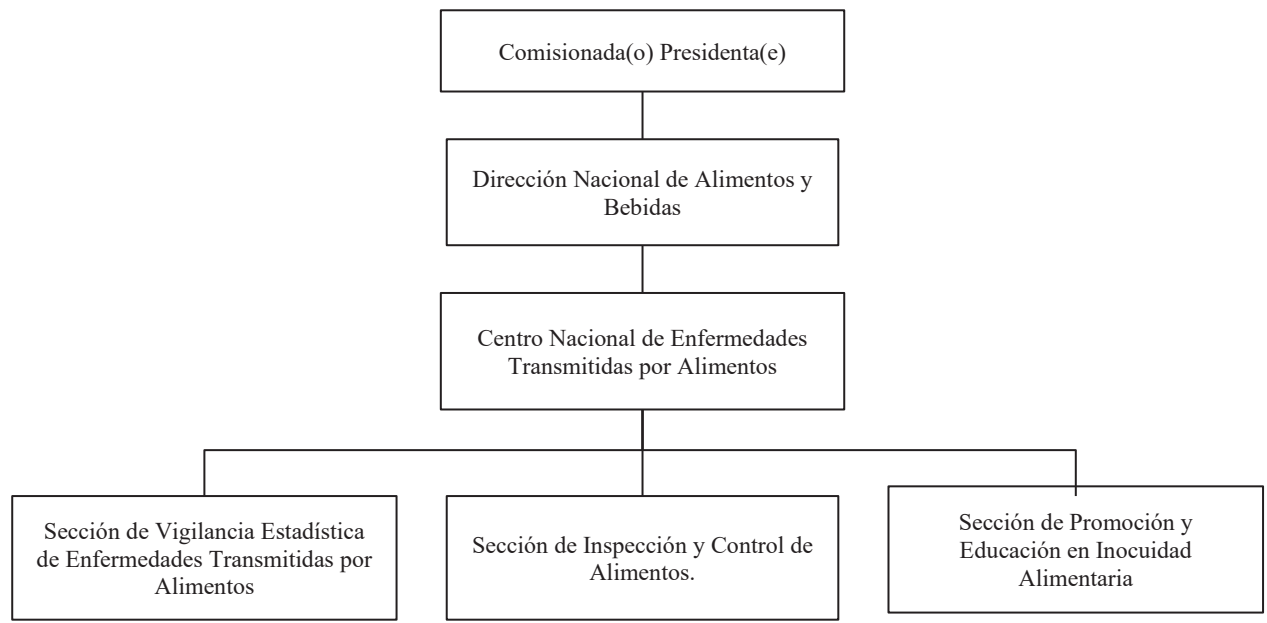 Comisionada(o) Presidenta(e)
Dirección Nacional de Alimentos y
Bebidas
Centro Nacional de Enfermedades
Transmitidas por Alimentos
Sección de Vigilancia Estadística
de Enfermedades Transmitidas por
Alimentos
Sección de Inspección y Control de
Alimentos.
Sección de Promoción y
Educación en Inocuidad
Alimentaria